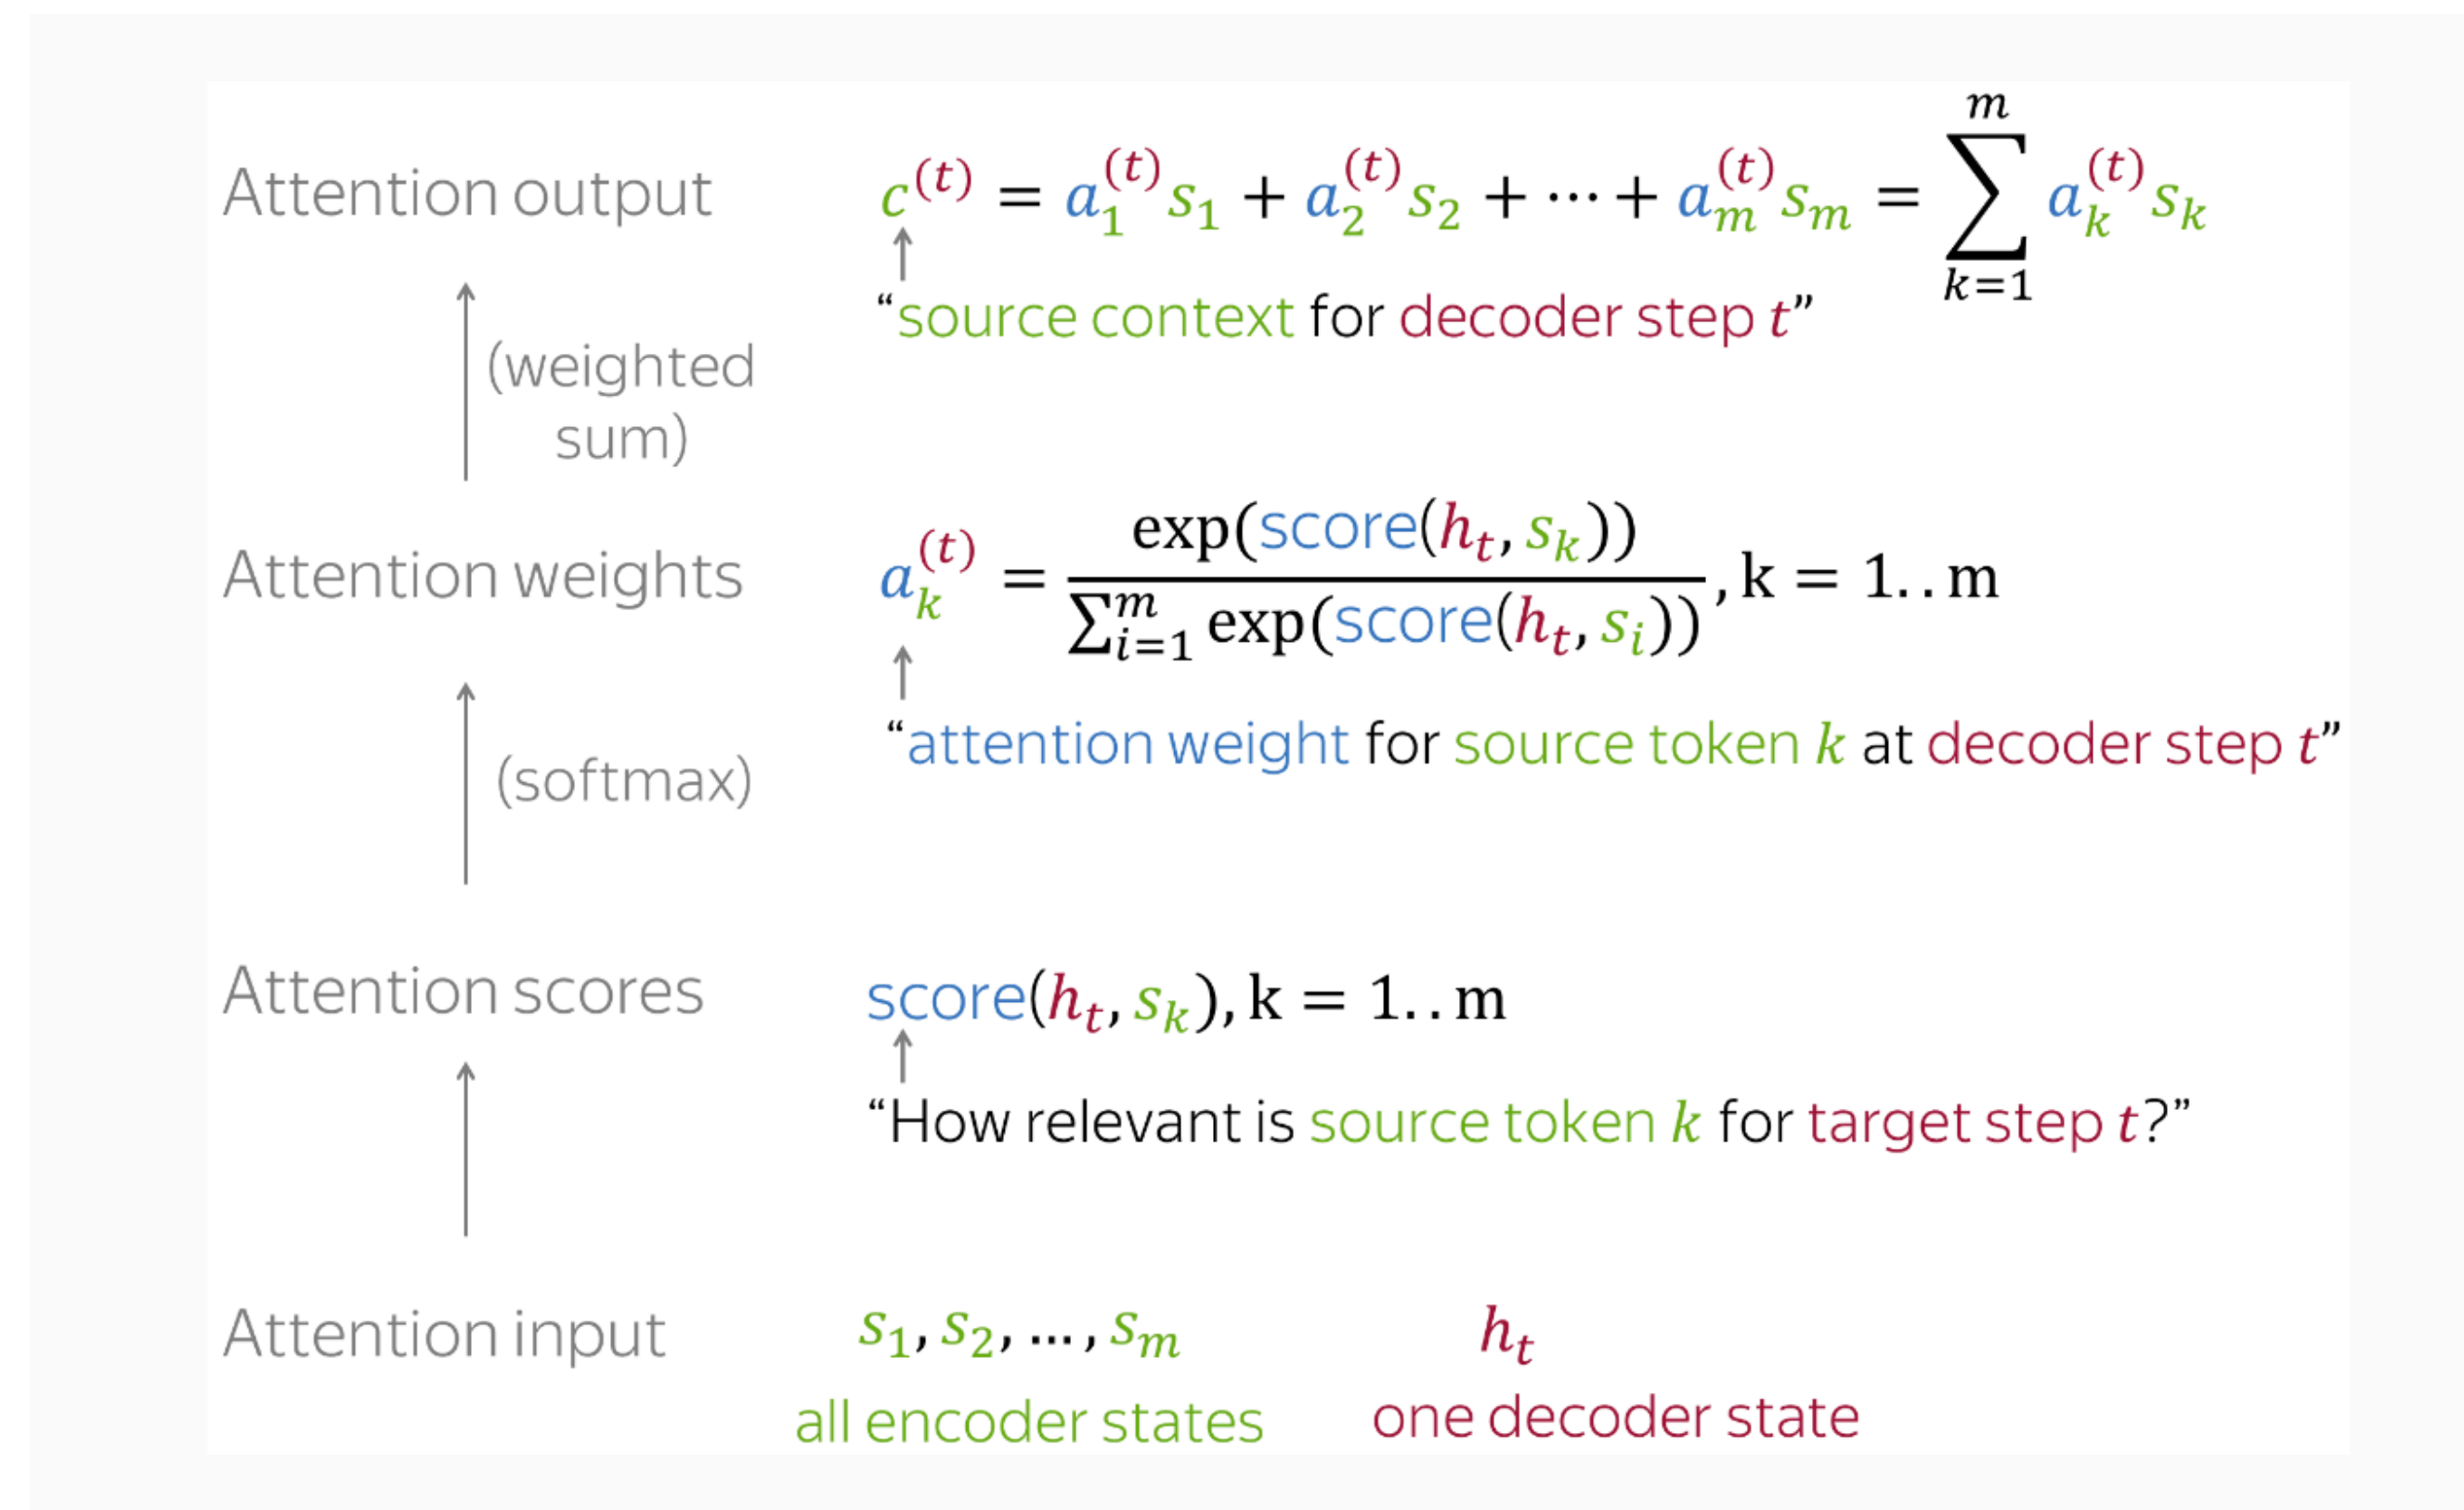 Attention output
c^(t) = a_1^(t) s_1 + a_2^(t) s_2 + ⋯ + a_m^(t) s_m = ∑_{k=1}^{m} a_k^(t) s_k
“source context for decoder step t”
(weighted
sum)
Attention weights
a_k^(t) = exp(score(h_t, s_k)) / ∑_{i=1}^{m} exp(score(h_t, s_i)) , k = 1..m
“attention weight for source token k at decoder step t”
(softmax)
Attention scores
score(h_t, s_k), k = 1..m
“How relevant is source token k for target step t?”
Attention input
s_1, s_2, …, s_m
h_t
all encoder states
one decoder state